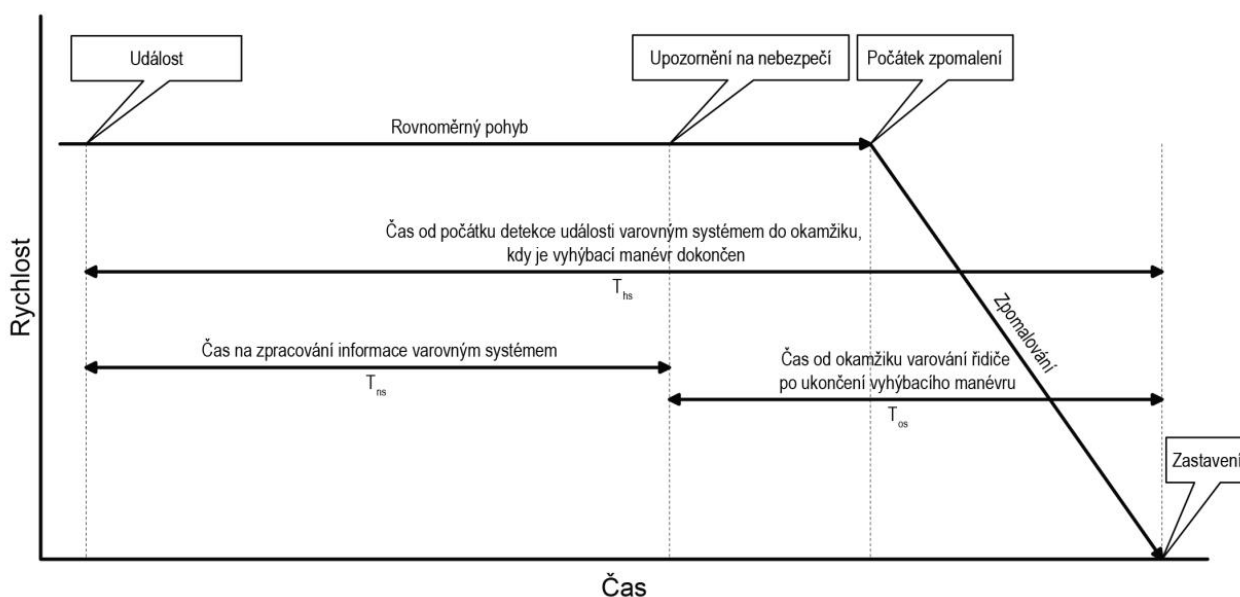 Událost
Upozornění na nebezpečí
Počátek zpomalení
Rovnoměrný pohyb
Čas od počátku detekce události varovným systémem do okamžiku,
kdy je vyhýbací manévr dokončen
T_hs
Čas na zpracování informace varovným systémem
T_ns
Čas od okamžiku varování řidiče
po ukončení vyhýbacího manévru
T_os
Zpomalování
Zastavení
Rychlost
Čas